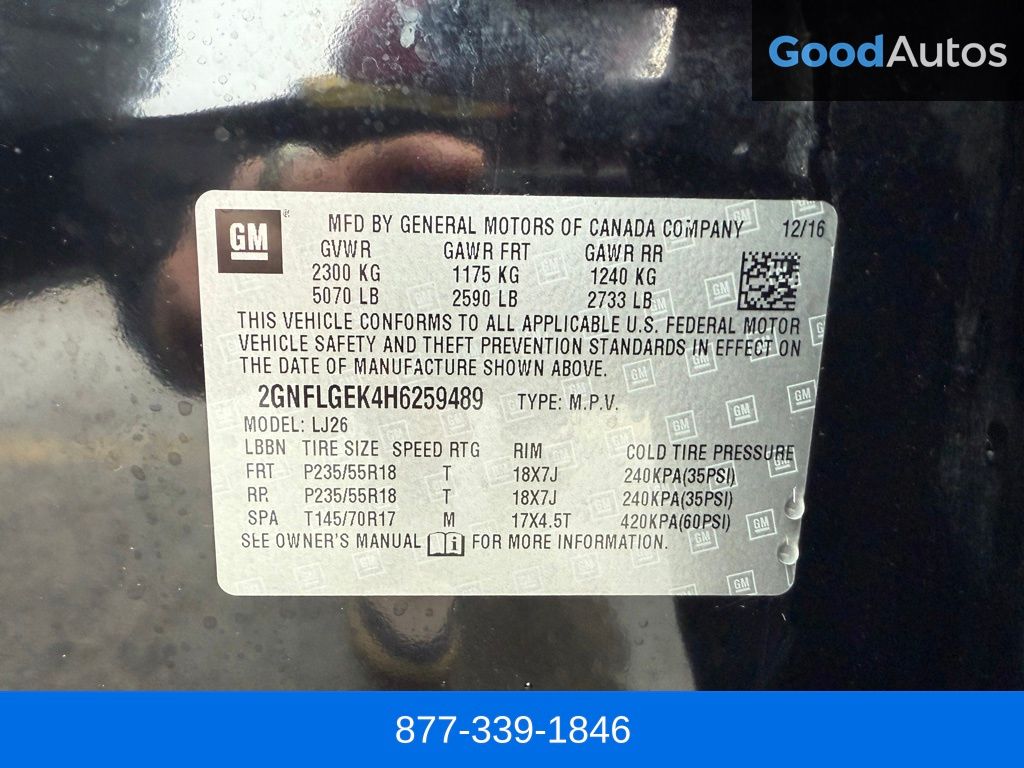 GoodAutos
GM®
MFD BY GENERAL MOTORS OF CANADA COMPANY 12/16
GVWR GAWR FRT GAWR RR
2300 KG 1175 KG 1240 KG
5070 LB 2590 LB 2733 LB
THIS VEHICLE CONFORMS TO ALL APPLICABLE U.S. FEDERAL MOTOR
VEHICLE SAFETY AND THEFT PREVENTION STANDARDS IN EFFECT ON
THE DATE OF MANUFACTURE SHOWN ABOVE.
2GNFLGEK4H6259489 TYPE: M.P.V.
MODEL: LJ26
LBBN TIRE SIZE SPEED RTG RIM COLD TIRE PRESSURE
FRT P235/55R18 T 18X7J 240KPA(35PSI)
RP. P235/55R18 T 18X7J 240KPA(35PSI)
SPA T145/70R17 M 17X4.5T 420KPA(60PSI)
SEE OWNER'S MANUAL FOR MORE INFORMATION.
877-339-1846